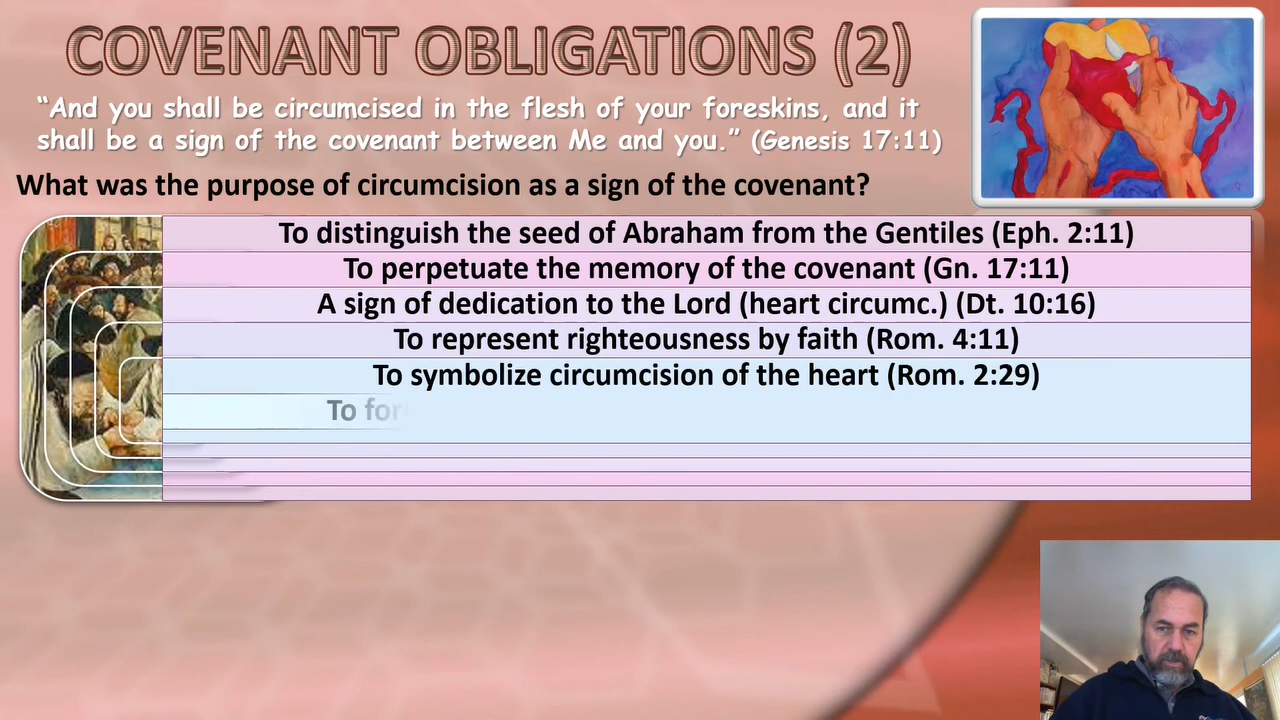 COVENANT OBLIGATIONS (2)
“And you shall be circumcised in the flesh of your foreskins, and it
shall be a sign of the covenant between Me and you.” (Genesis 17:11)
What was the purpose of circumcision as a sign of the covenant?
To distinguish the seed of Abraham from the Gentiles (Eph. 2:11)
To perpetuate the memory of the covenant (Gn. 17:11)
A sign of dedication to the Lord (heart circumc.) (Dt. 10:16)
To represent righteousness by faith (Rom. 4:11)
To symbolize circumcision of the heart (Rom. 2:29)
To